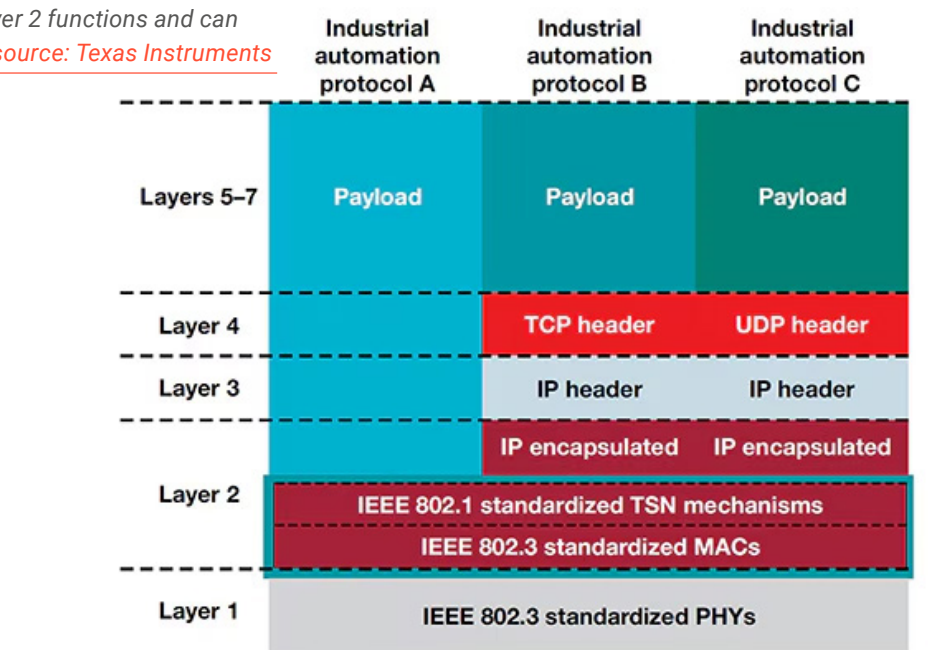 er 2 functions and can
source: Texas Instruments
Industrial automation protocol A
Industrial automation protocol B
Industrial automation protocol C
Layers 5–7
Payload
Payload
Payload
Layer 4
TCP header
UDP header
Layer 3
IP header
IP header
IP encapsulated
IP encapsulated
Layer 2
IEEE 802.1 standardized TSN mechanisms
IEEE 802.3 standardized MACs
Layer 1
IEEE 802.3 standardized PHYs